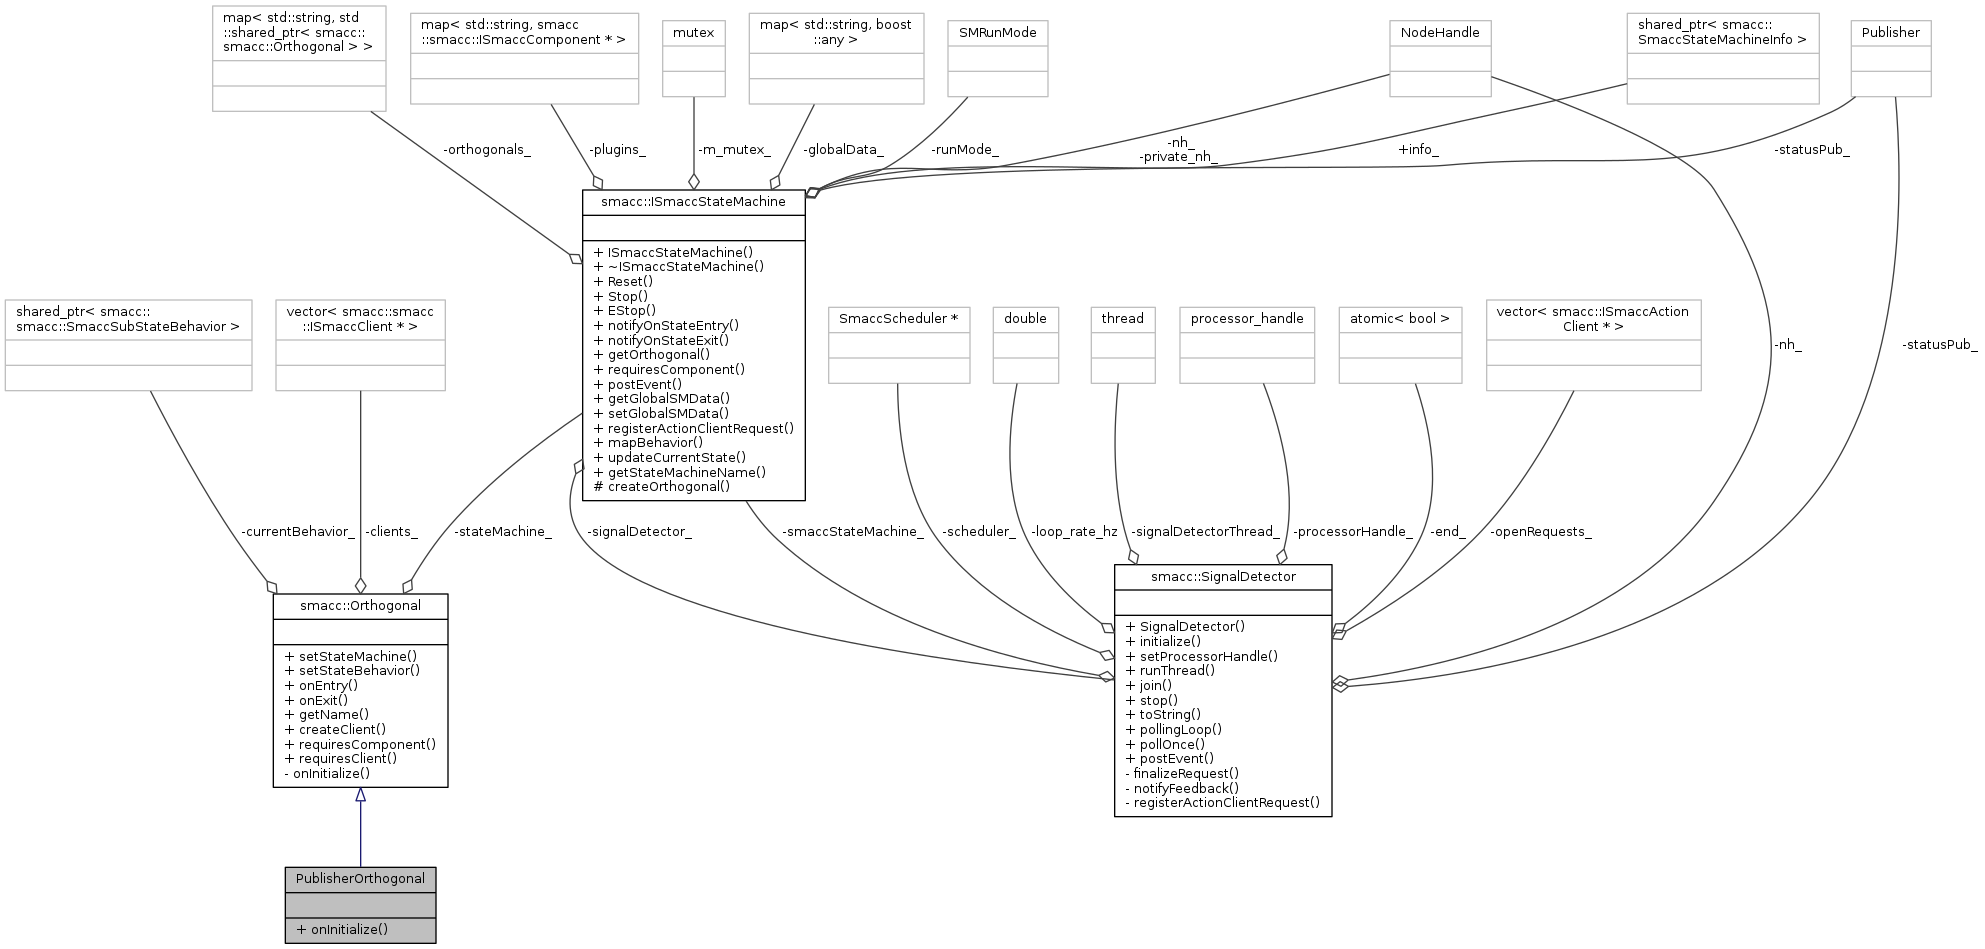 map< std::string, std
::shared_ptr< smacc::
smacc::Orthogonal > >
map< std::string, smacc
::smacc::ISmaccComponent * >
mutex
map< std::string, boost
::any >
SMRunMode
NodeHandle
shared_ptr< smacc::
SmaccStateMachineInfo >
Publisher
-orthogonals_
-plugins_
-m_mutex_
-globalData_
-runMode_
-nh_
-private_nh_
+info_
-statusPub_
smacc::ISmaccStateMachine
+ ISmaccStateMachine()
+ ~ISmaccStateMachine()
+ Reset()
+ Stop()
+ EStop()
+ notifyOnStateEntry()
+ notifyOnStateExit()
+ getOrthogonal()
+ requiresComponent()
+ postEvent()
+ getGlobalSMData()
+ setGlobalSMData()
+ registerActionClientRequest()
+ mapBehavior()
+ updateCurrentState()
+ getStateMachineName()
# createOrthogonal()
shared_ptr< smacc::
smacc::SmaccSubStateBehavior >
vector< smacc::smacc
::ISmaccClient * >
SmaccScheduler *
double
thread
processor_handle
atomic< bool >
vector< smacc::ISmaccAction
Client * >
-nh_
-statusPub_
-currentBehavior_
-clients_
-stateMachine_
-signalDetector_
-smaccStateMachine_
-scheduler_
-loop_rate_hz
-signalDetectorThread_
-processorHandle_
-end_
-openRequests_
smacc::Orthogonal
+ setStateMachine()
+ setStateBehavior()
+ onEntry()
+ onExit()
+ getName()
+ createClient()
+ requiresComponent()
+ requiresClient()
- onInitialize()
smacc::SignalDetector
+ SignalDetector()
+ initialize()
+ setProcessorHandle()
+ runThread()
+ join()
+ stop()
+ toString()
+ pollingLoop()
+ pollOnce()
+ postEvent()
- finalizeRequest()
- notifyFeedback()
- registerActionClientRequest()
PublisherOrthogonal
+ onInitialize()